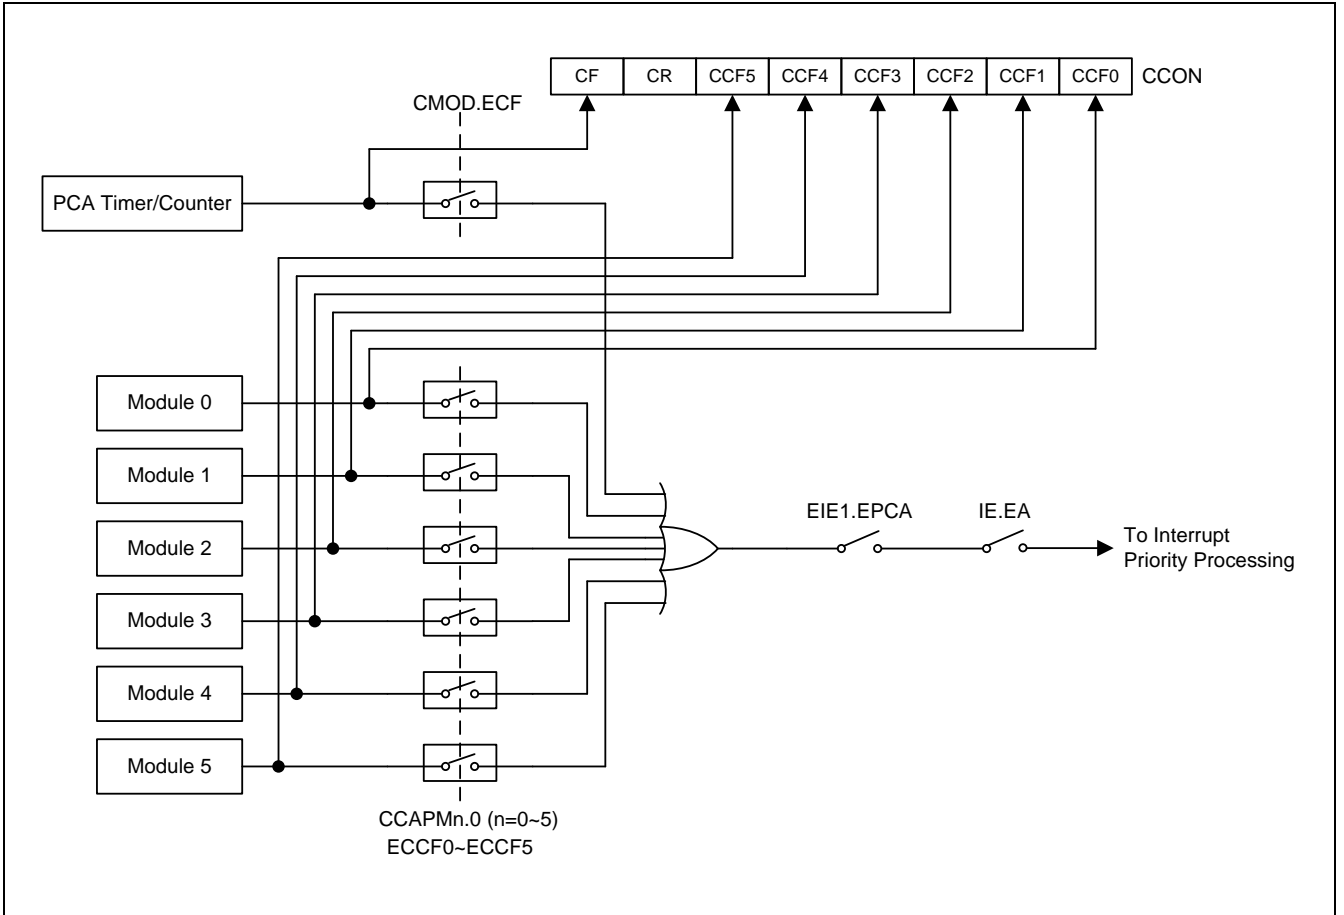 CF CR CCF5 CCF4 CCF3 CCF2 CCF1 CCF0 CCON
CMOD.ECF
PCA Timer/Counter
Module 0
Module 1
Module 2
Module 3
Module 4
Module 5
EIE1.EPCA
IE.EA
To Interrupt
Priority Processing
CCAPMn.0 (n=0~5)
ECCF0~ECCF5